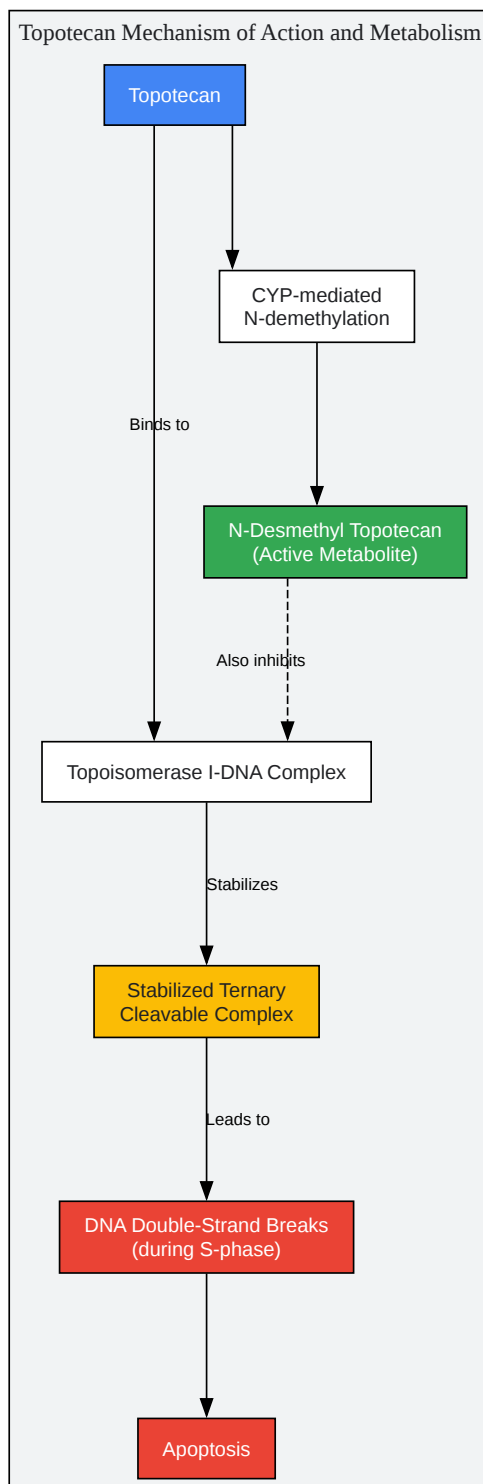 Topotecan Mechanism of Action and Metabolism
Topotecan
CYP-mediated
N-demethylation
Binds to
N-Desmethyl Topotecan
(Active Metabolite)
Also inhibits
Topoisomerase I-DNA Complex
Stabilizes
Stabilized Ternary
Cleavable Complex
Leads to
DNA Double-Strand Breaks
(during S-phase)
Apoptosis